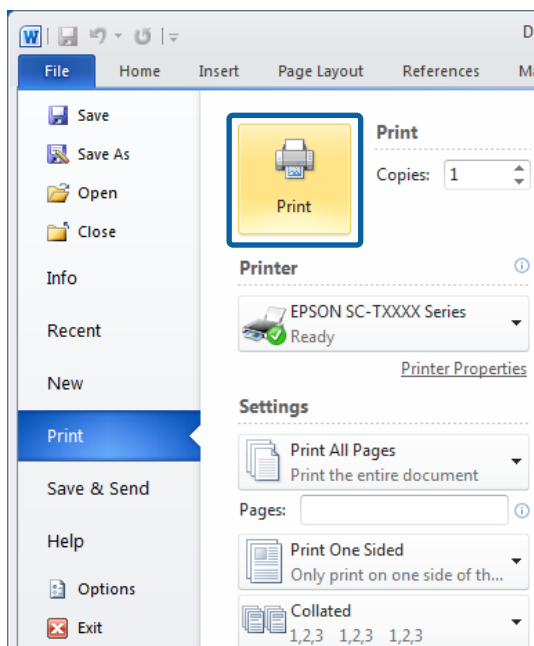 W
D
File Home Insert Page Layout References Ma
Save
Save As
Open
Close
Info
Recent
New
Print
Save & Send
Help
Options
Exit
Print
Print
Copies: 1
Printer
EPSON SC-TXXXX Series
Ready
Printer Properties
Settings
Print All Pages
Print the entire document
Pages:
Print One Sided
Only print on one side of th...
Collated
1,2,3 1,2,3 1,2,3